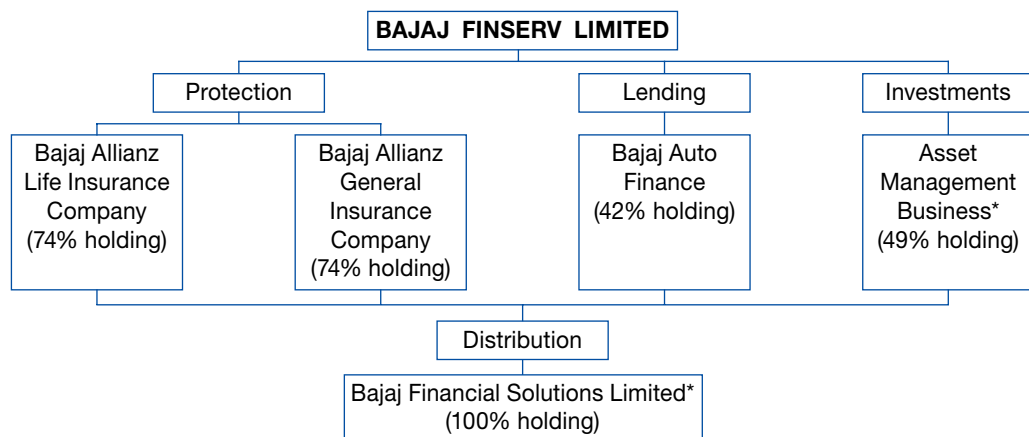 BAJAJ FINSERV LIMITED
Protection
Lending
Investments
Bajaj Allianz
Life Insurance
Company
(74% holding)
Bajaj Allianz
General
Insurance
Company
(74% holding)
Bajaj Auto
Finance
(42% holding)
Asset
Management
Business*
(49% holding)
Distribution
Bajaj Financial Solutions Limited*
(100% holding)